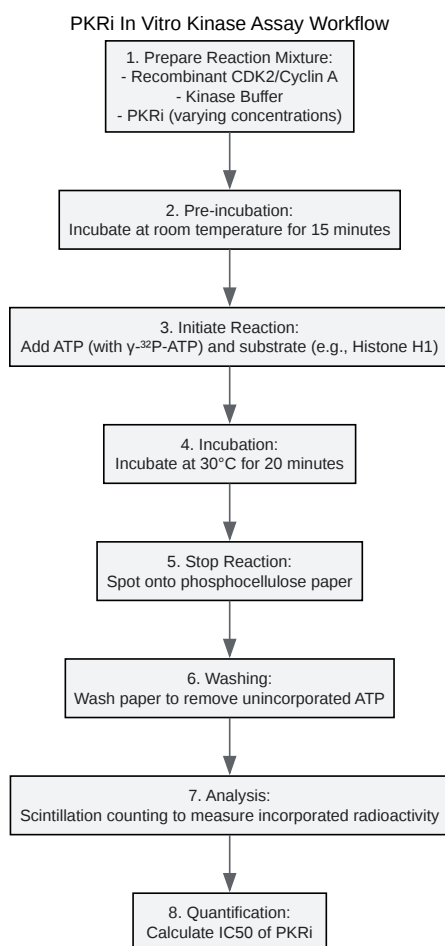 PKRi In Vitro Kinase Assay Workflow
1. Prepare Reaction Mixture:
- Recombinant CDK2/Cyclin A
- Kinase Buffer
- PKRi (varying concentrations)
2. Pre-incubation:
Incubate at room temperature for 15 minutes
3. Initiate Reaction:
Add ATP (with γ-³²P-ATP) and substrate (e.g., Histone H1)
4. Incubation:
Incubate at 30°C for 20 minutes
5. Stop Reaction:
Spot onto phosphocellulose paper
6. Washing:
Wash paper to remove unincorporated ATP
7. Analysis:
Scintillation counting to measure incorporated radioactivity
8. Quantification:
Calculate IC50 of PKRi